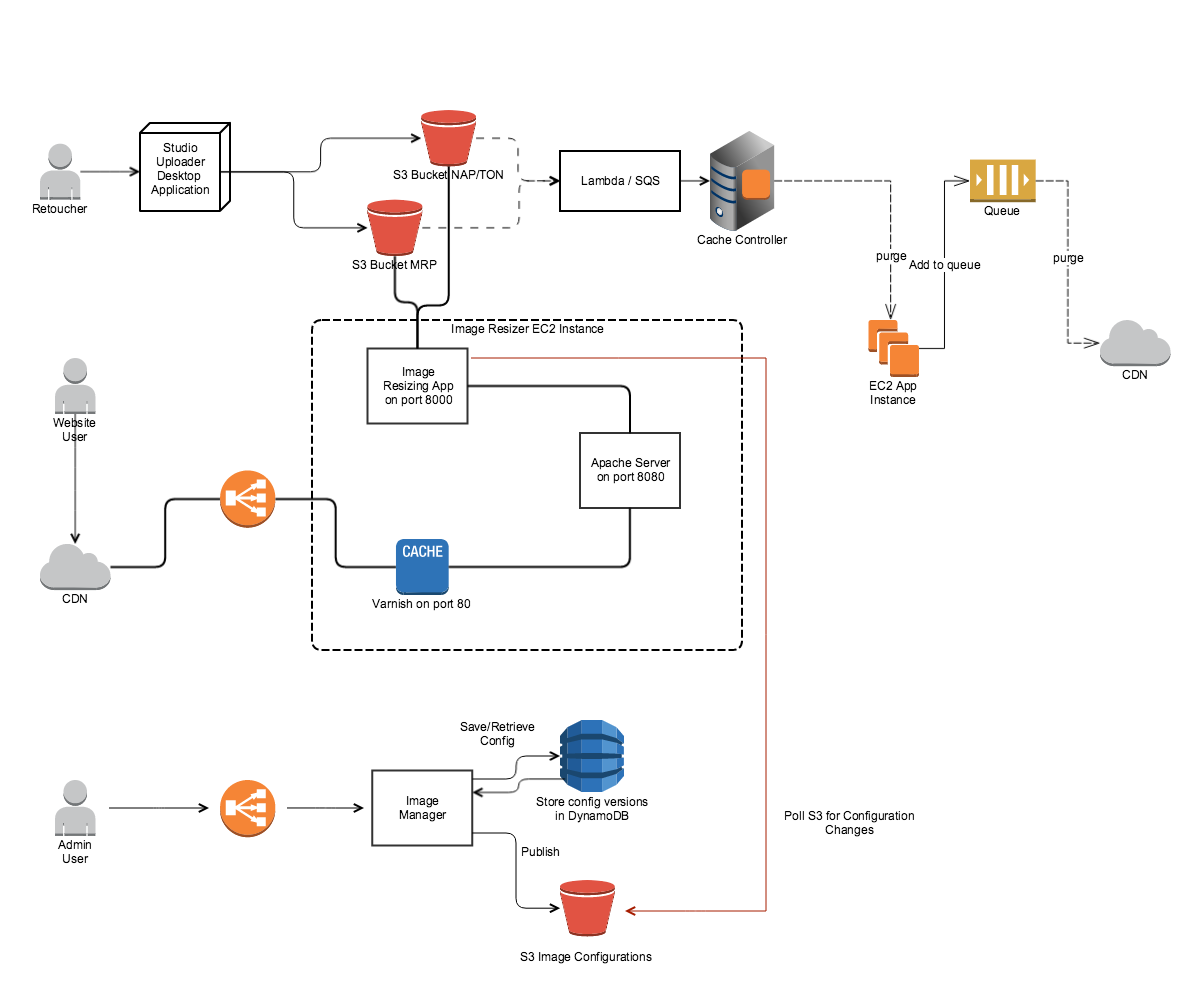 Studio
Uploader
Desktop
Application
Retoucher
S3 Bucket NAP/TON
S3 Bucket MRP
Lambda / SQS
Cache Controller
purge
Add to queue
Queue
purge
EC2 App
Instance
CDN
Image Resizer EC2 Instance
Image
Resizing App
on port 8000
Apache Server
on port 8080
Website
User
CDN
CACHE
Varnish on port 80
Save/Retrieve
Config
Store config versions
in DynamoDB
Image
Manager
Admin
User
Publish
Poll S3 for Configuration
Changes
S3 Image Configurations